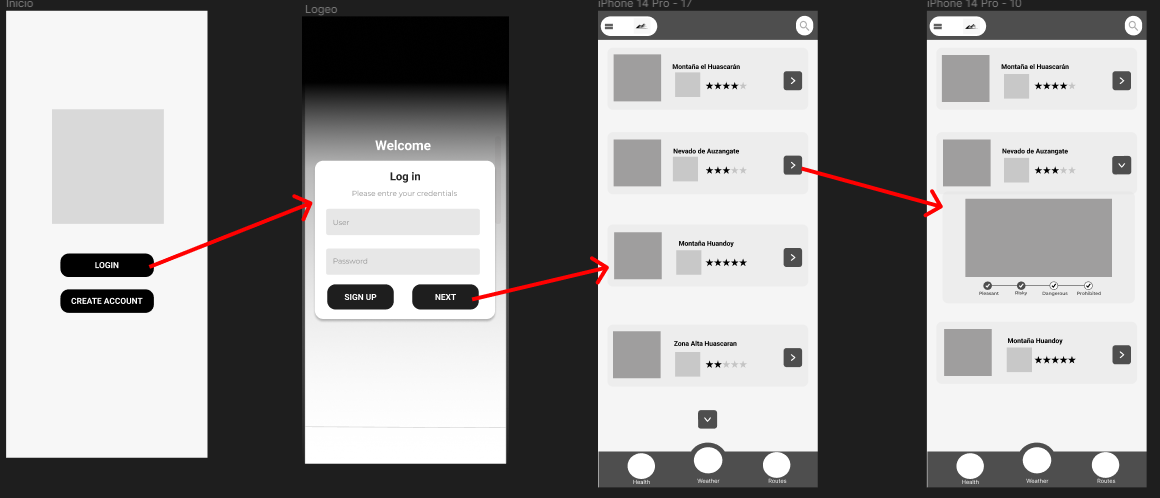 Inicio
LOGIN
CREATE ACCOUNT
Logeo
Welcome
Log in
Please entre your credentials
User
Password
SIGN UP
NEXT
iPhone 14 Pro - 17
Montaña el Huascarán
Nevado de Auzangate
Montaña Huandoy
Zona Alta Huascaran
Health
Weather
Routes
iPhone 14 Pro - 10
Montaña el Huascarán
Nevado de Auzangate
Pleasant
Risky
Dangerous
Prohibited
Montaña Huandoy
Health
Weather
Routes